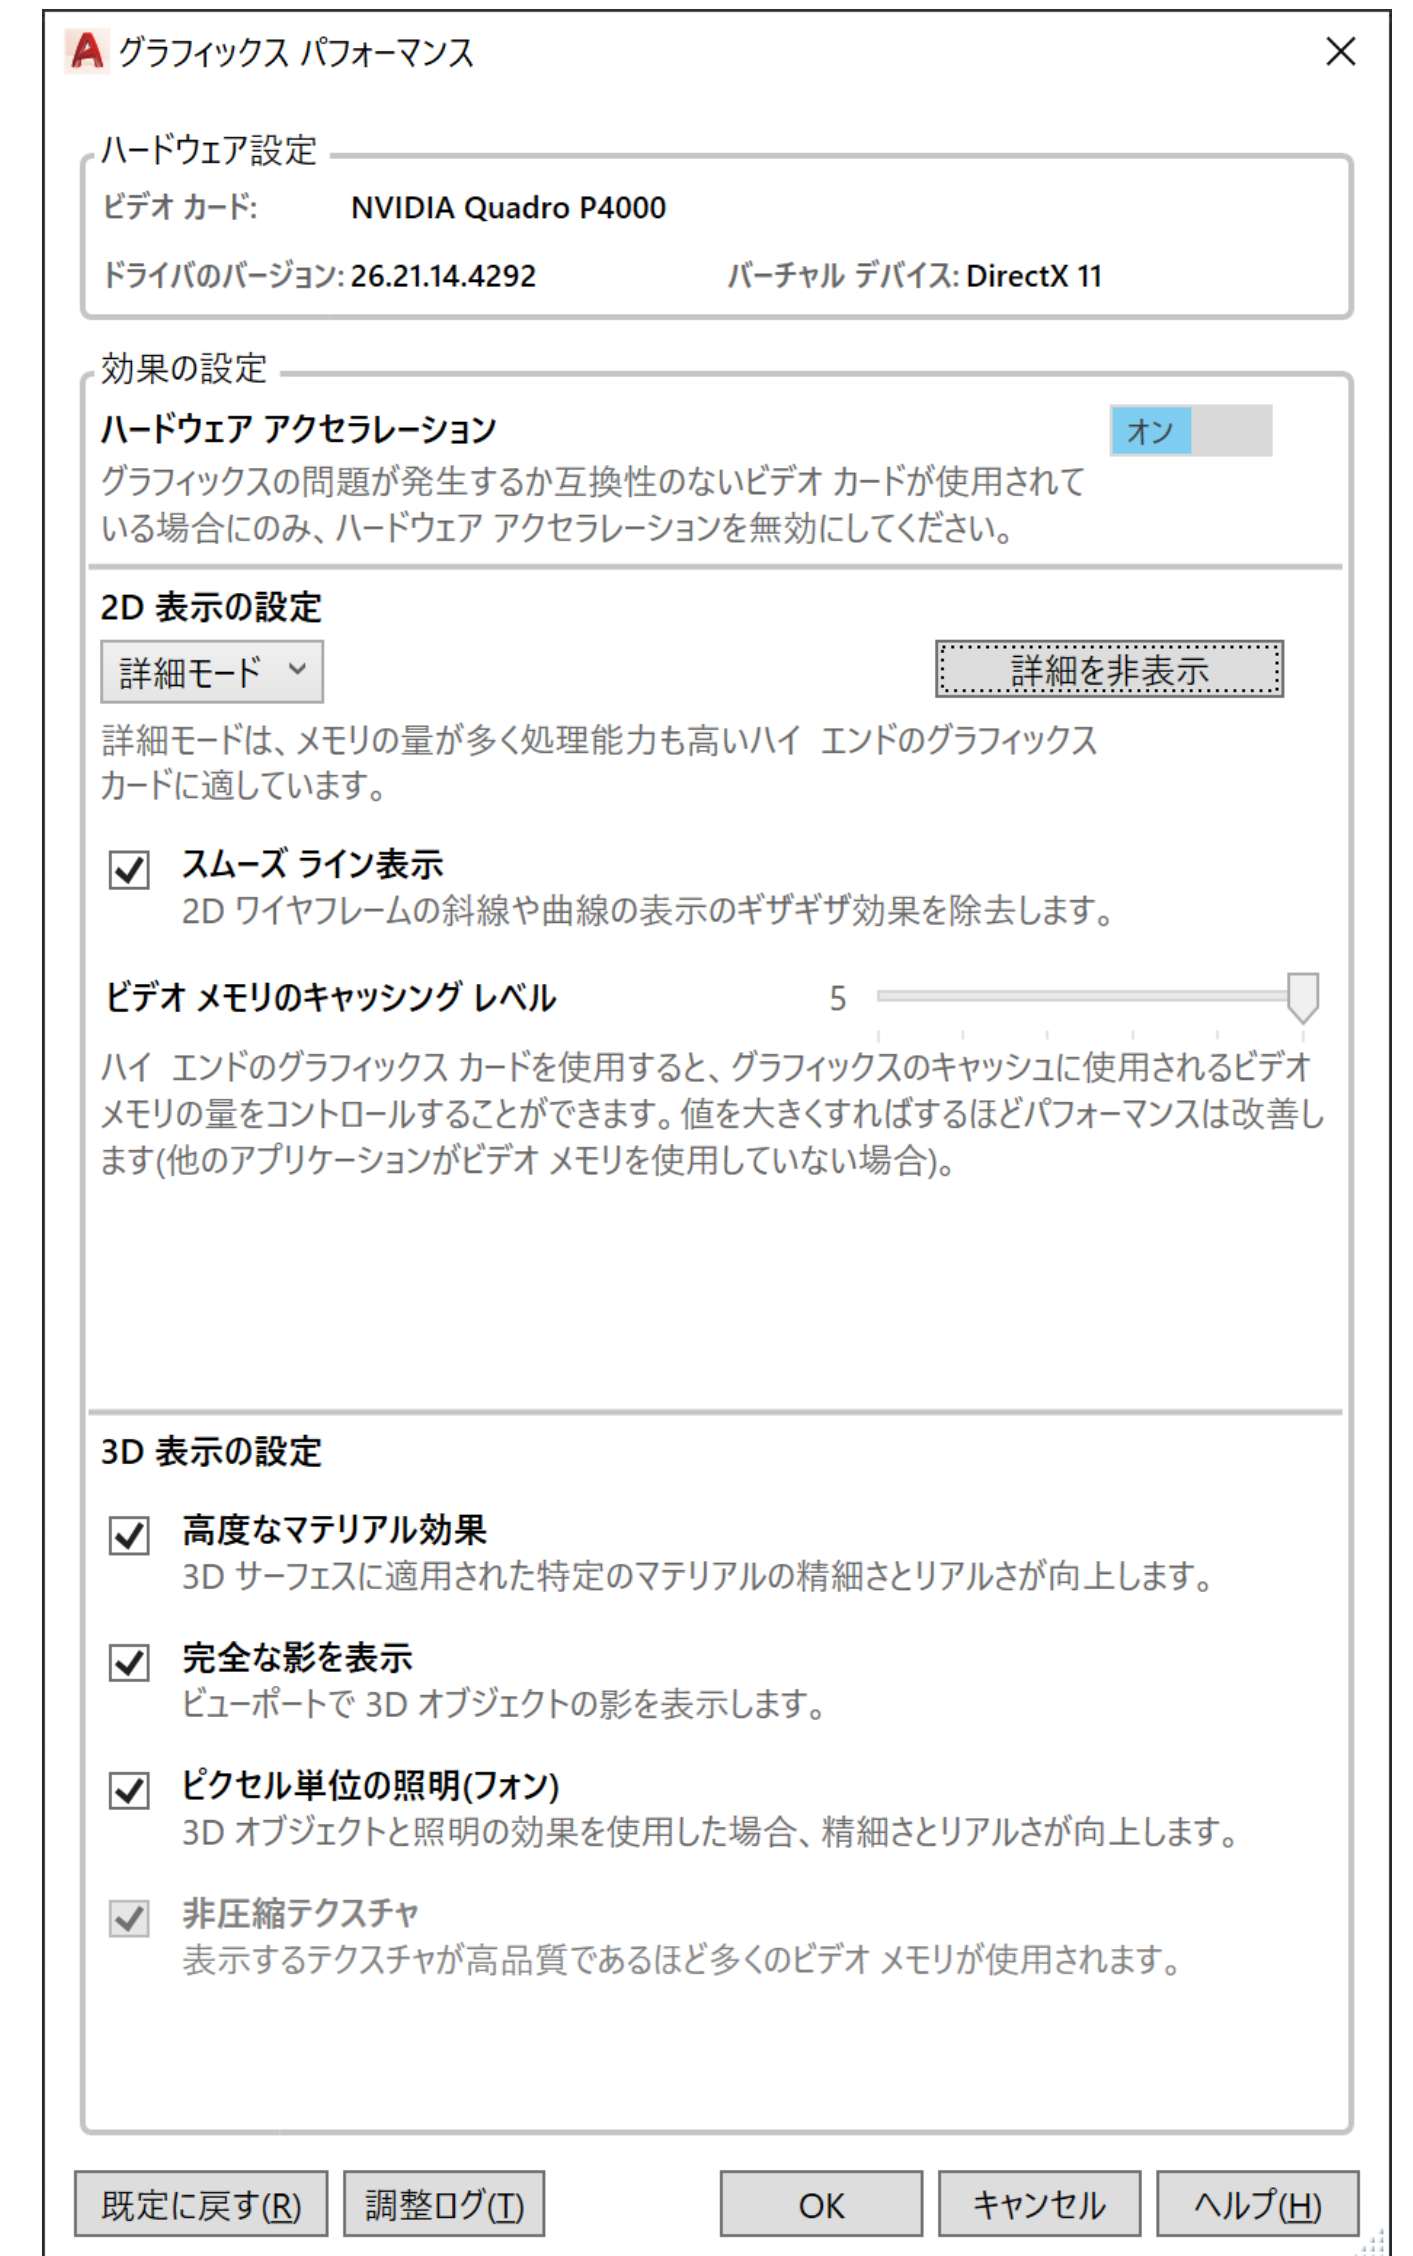 グラフィックス パフォーマンス
ハードウェア設定
ビデオ カード: NVIDIA Quadro P4000
ドライバのバージョン: 26.21.14.4292 バーチャル デバイス: DirectX 11
効果の設定
ハードウェア アクセラレーション オン
グラフィックスの問題が発生するか互換性のないビデオ カードが使用されて
いる場合にのみ、ハードウェア アクセラレーションを無効にしてください。
2D 表示の設定
詳細モード 詳細を非表示
詳細モードは、メモリの量が多く処理能力も高いハイ エンドのグラフィックス
カードに適しています。
スムーズ ライン表示
2D ワイヤフレームの斜線や曲線の表示のギザギザ効果を除去します。
ビデオ メモリのキャッシング レベル 5
ハイ エンドのグラフィックス カードを使用すると、グラフィックスのキャッシュに使用されるビデオ
メモリの量をコントロールすることができます。値を大きくすればするほどパフォーマンスは改善し
ます(他のアプリケーションがビデオ メモリを使用していない場合)。
3D 表示の設定
高度なマテリアル効果
3D サーフェスに適用された特定のマテリアルの精細さとリアルさが向上します。
完全な影を表示
ビューポートで 3D オブジェクトの影を表示します。
ピクセル単位の照明(フォン)
3D オブジェクトと照明の効果を使用した場合、精細さとリアルさが向上します。
非圧縮テクスチャ
表示するテクスチャが高品質であるほど多くのビデオ メモリが使用されます。
既定に戻す(R) 調整ログ(T) OK キャンセル ヘルプ(H)